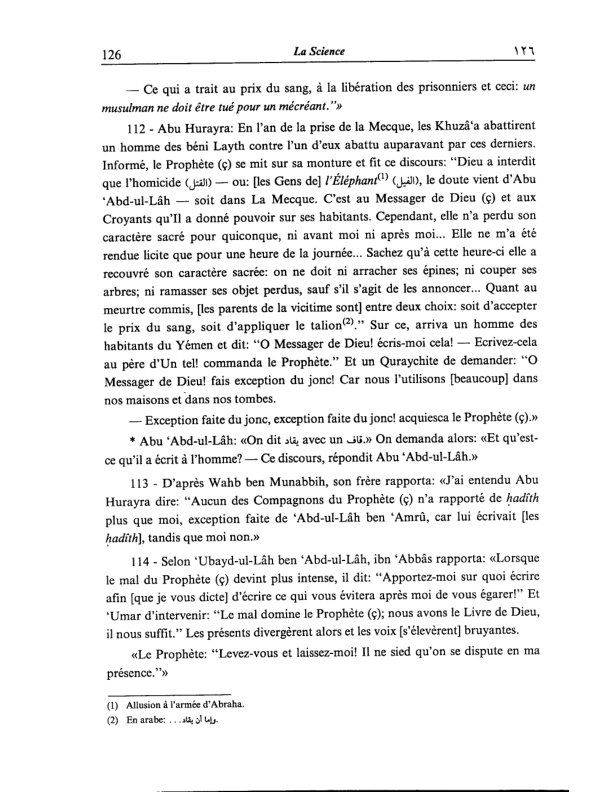 126 La Science ١٢٦
— Ce qui a trait au prix du sang, à la libération des prisonniers et ceci: un
musulman ne doit être tué pour un mécréant."»
112 - Abu Hurayra: En l'an de la prise de la Mecque, les Khuzâ‘a abattirent
un homme des béni Layth contre l'un d'eux abattu auparavant par ces derniers.
Informé, le Prophète (ç) se mit sur sa monture et fit ce discours: "Dieu a interdit
que l'homicide (القتل) — ou: [les Gens de] l'Éléphant(1) (الفيل), le doute vient d'Abu
‘Abd-ul-Lâh — soit dans La Mecque. C'est au Messager de Dieu (ç) et aux
Croyants qu'Il a donné pouvoir sur ses habitants. Cependant, elle n'a perdu son
caractère sacré pour quiconque, ni avant moi ni après moi... Elle ne m'a été
rendue licite que pour une heure de la journée... Sachez qu'à cette heure-ci elle a
recouvré son caractère sacrée: on ne doit ni arracher ses épines; ni couper ses
arbres; ni ramasser ses objet perdus, sauf s'il s'agit de les annoncer... Quant au
meurtre commis, [les parents de la vicitime sont] entre deux choix: soit d'accepter
le prix du sang, soit d'appliquer le talion(2)." Sur ce, arriva un homme des
habitants du Yémen et dit: "O Messager de Dieu! écris-moi cela! — Ecrivez-cela
au père d'Un tel! commanda le Prophète." Et un Quraychite de demander: "O
Messager de Dieu! fais exception du jonc! Car nous l'utilisons [beaucoup] dans
nos maisons et dans nos tombes.
— Exception faite du jonc, exception faite du jonc! acquiesca le Prophète (ç).»
* Abu ‘Abd-ul-Lâh: «On dit يقاد avec un قاف.» On demanda alors: «Et qu'est-
ce qu'il a écrit à l'homme? — Ce discours, répondit Abu ‘Abd-ul-Lâh.»
113 - D'après Wahb ben Munabbih, son frère rapporta: «J'ai entendu Abu
Hurayra dire: "Aucun des Compagnons du Prophète (ç) n'a rapporté de ḥadîth
plus que moi, exception faite de ‘Abd-ul-Lâh ben ‘Amrû, car lui écrivait [les
ḥadîth], tandis que moi non.»
114 - Selon ‘Ubayd-ul-Lâh ben ‘Abd-ul-Lâh, ibn ‘Abbâs rapporta: «Lorsque
le mal du Prophète (ç) devint plus intense, il dit: "Apportez-moi sur quoi écrire
afin [que je vous dicte] d'écrire ce qui vous évitera après moi de vous égarer!" Et
‘Umar d'intervenir: "Le mal domine le Prophète (ç); nous avons le Livre de Dieu,
il nous suffit." Les présents divergèrent alors et les voix [s'élevèrent] bruyantes.
«Le Prophète: "Levez-vous et laissez-moi! Il ne sied qu'on se dispute en ma
présence."»
(1) Allusion à l'armée d'Abraha.
(2) En arabe: وإما أن يقاد...